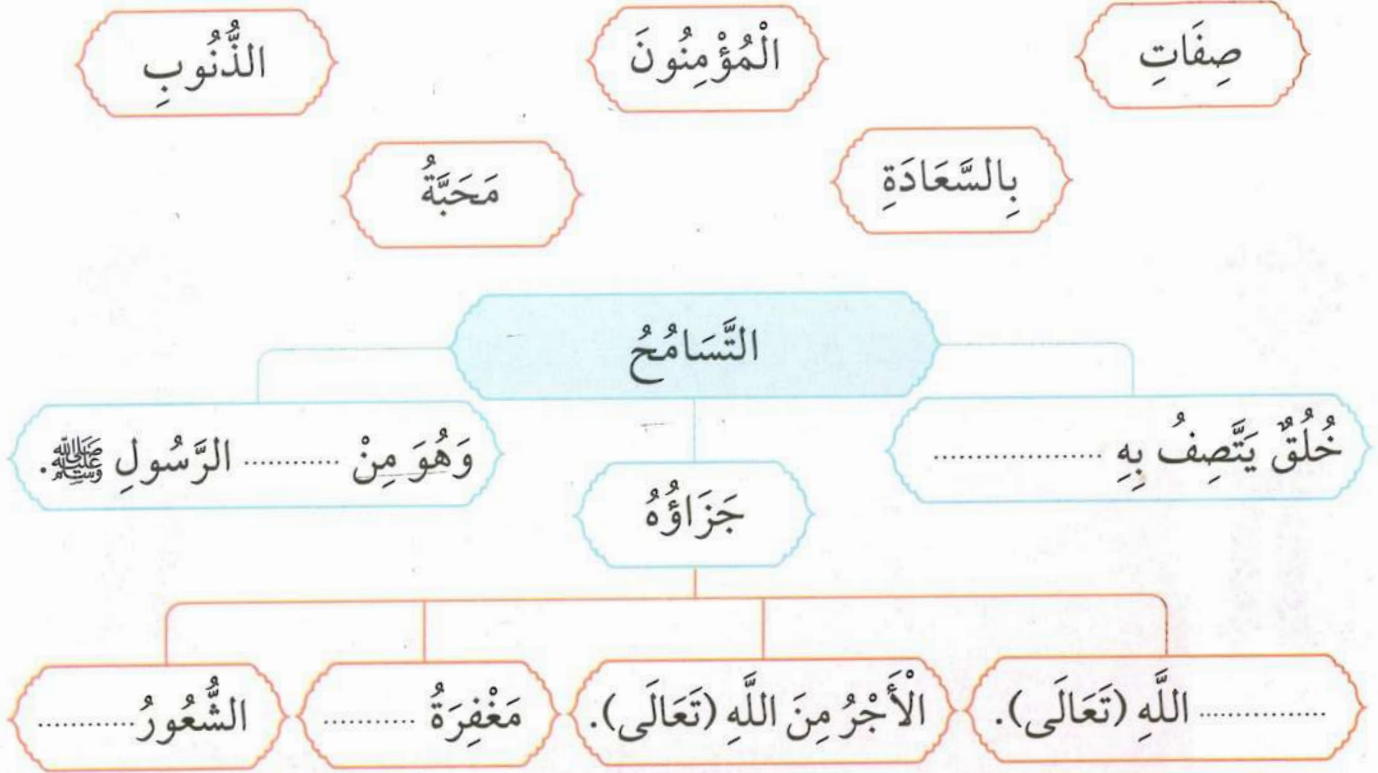 صِفَاتِ
الْمُؤْمِنُونَ
الذُّنُوبِ
بِالسَّعَادَةِ
مَحَبَّةُ
التَّسَامُحُ
خُلُقٌ يَتَّصِفُ بِهِ ..................
وَهُوَ مِنْ .......... الرَّسُولِ ﷺ.
جَزَاؤُهُ
.............. اللَّهِ (تَعَالَى).
الْأَجْرُ مِنَ اللَّهِ (تَعَالَى).
مَغْفِرَةُ ..........
الشُّعُورُ .............